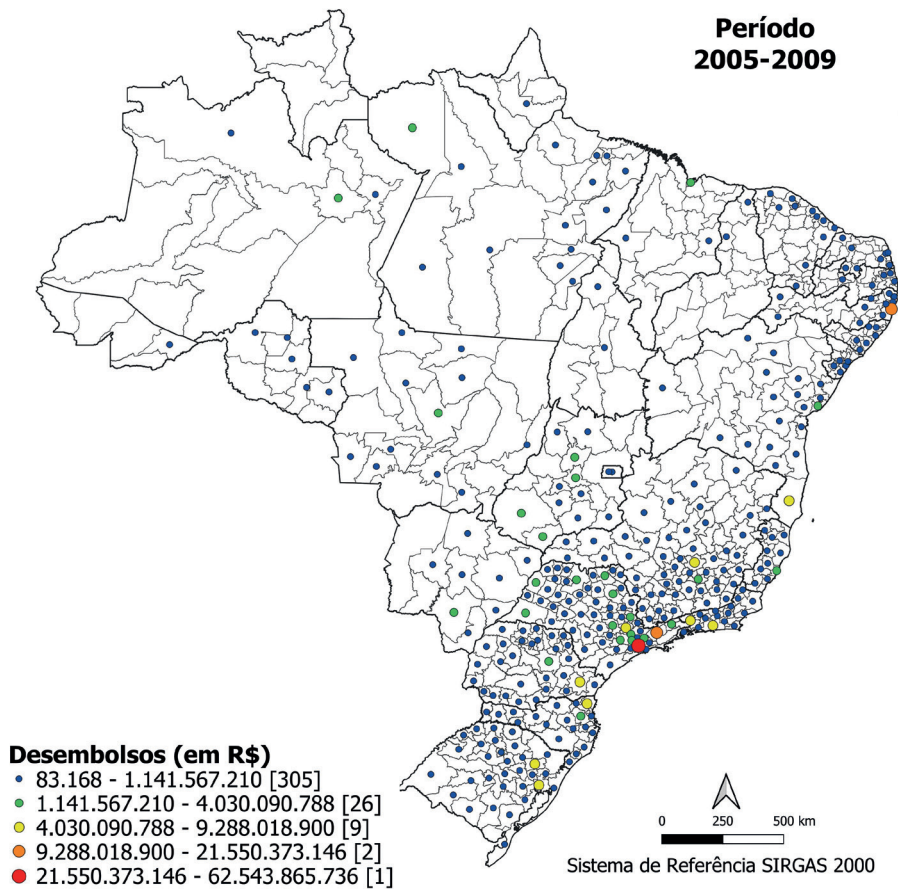 Período
2005-2009
Desembolsos (em R$)
83.168 - 1.141.567.210 [305]
1.141.567.210 - 4.030.090.788 [26]
4.030.090.788 - 9.288.018.900 [9]
9.288.018.900 - 21.550.373.146 [2]
21.550.373.146 - 62.543.865.736 [1]
0 250 500 km
Sistema de Referência SIRGAS 2000